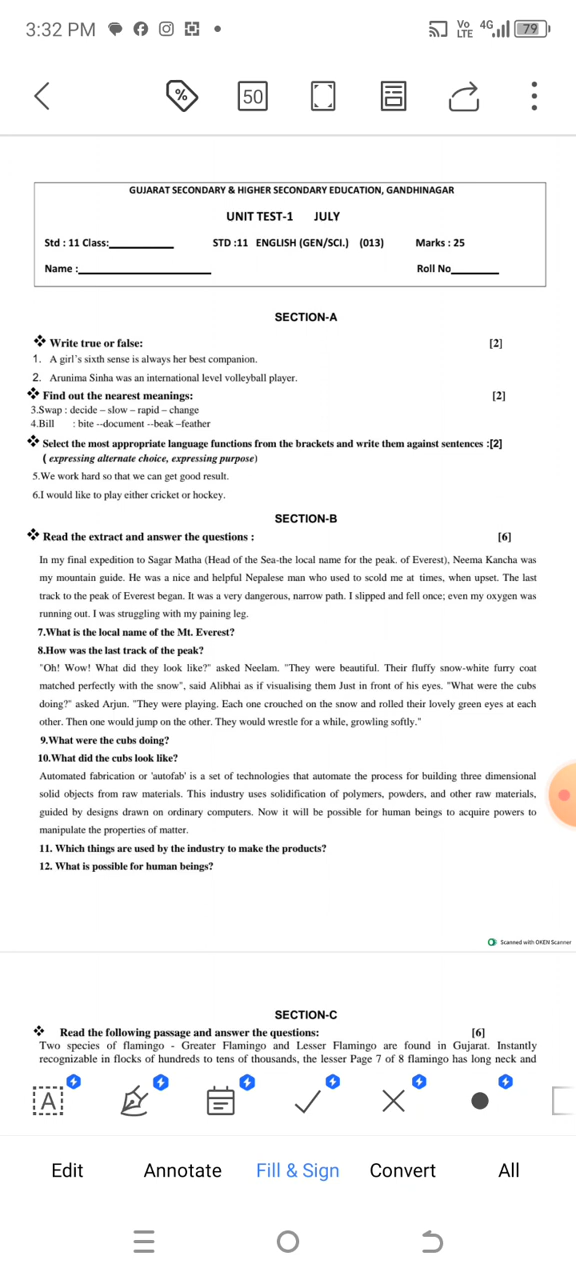 3:32 PM
Vo LTE 4G 79
%
50
GUJARAT SECONDARY & HIGHER SECONDARY EDUCATION, GANDHINAGAR
UNIT TEST-1 JULY
Std : 11 Class:__________ STD :11 ENGLISH (GEN/SCI.) (013) Marks : 25
Name :____________________ Roll No________
SECTION-A
❖ Write true or false: [2]
1. A girl's sixth sense is always her best companion.
2. Arunima Sinha was an international level volleyball player.
❖ Find out the nearest meanings: [2]
3.Swap : decide – slow – rapid – change
4.Bill : bite --document --beak –feather
❖ Select the most appropriate language functions from the brackets and write them against sentences :[2]
( expressing alternate choice, expressing purpose)
5.We work hard so that we can get good result.
6.I would like to play either cricket or hockey.
SECTION-B
❖ Read the extract and answer the questions : [6]
In my final expedition to Sagar Matha (Head of the Sea-the local name for the peak. of Everest), Neema Kancha was
my mountain guide. He was a nice and helpful Nepalese man who used to scold me at times, when upset. The last
track to the peak of Everest began. It was a very dangerous, narrow path. I slipped and fell once; even my oxygen was
running out. I was struggling with my paining leg.
7.What is the local name of the Mt. Everest?
8.How was the last track of the peak?
"Oh! Wow! What did they look like?" asked Neelam. "They were beautiful. Their fluffy snow-white furry coat
matched perfectly with the snow", said Alibhai as if visualising them Just in front of his eyes. "What were the cubs
doing?" asked Arjun. "They were playing. Each one crouched on the snow and rolled their lovely green eyes at each
other. Then one would jump on the other. They would wrestle for a while, growling softly."
9.What were the cubs doing?
10.What did the cubs look like?
Automated fabrication or 'autofab' is a set of technologies that automate the process for building three dimensional
solid objects from raw materials. This industry uses solidification of polymers, powders, and other raw materials,
guided by designs drawn on ordinary computers. Now it will be possible for human beings to acquire powers to
manipulate the properties of matter.
11. Which things are used by the industry to make the products?
12. What is possible for human beings?
Scanned with OKEN Scanner
SECTION-C
❖ Read the following passage and answer the questions: [6]
Two species of flamingo - Greater Flamingo and Lesser Flamingo are found in Gujarat. Instantly
recognizable in flocks of hundreds to tens of thousands, the lesser Page 7 of 8 flamingo has long neck and
A
Edit Annotate Fill & Sign Convert All